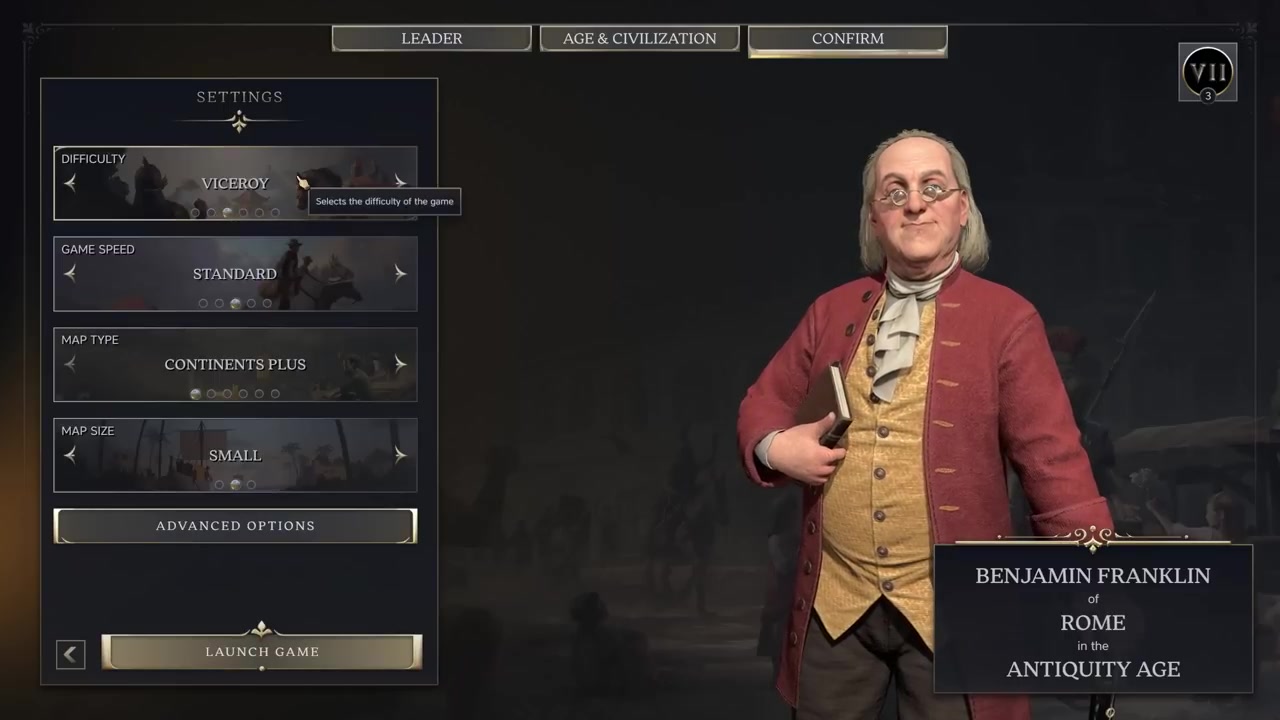 LEADER
AGE & CIVILIZATION
CONFIRM
VII
3
SETTINGS
DIFFICULTY
VICEROY
Selects the difficulty of the game
GAME SPEED
STANDARD
MAP TYPE
CONTINENTS PLUS
MAP SIZE
SMALL
ADVANCED OPTIONS
LAUNCH GAME
BENJAMIN FRANKLIN
of
ROME
in the
ANTIQUITY AGE